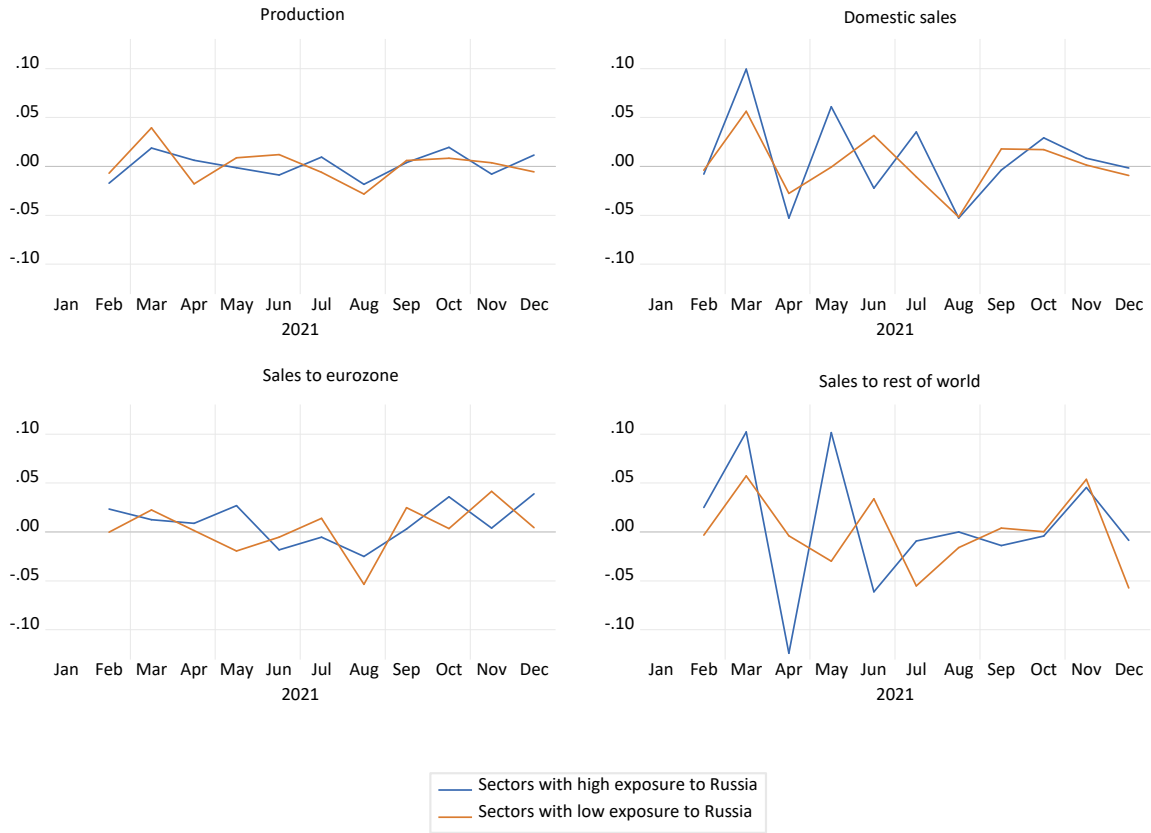 Production
.10
.05
.00
-.05
-.10
Jan Feb Mar Apr May Jun Jul Aug Sep Oct Nov Dec
2021
Domestic sales
.10
.05
.00
-.05
-.10
Jan Feb Mar Apr May Jun Jul Aug Sep Oct Nov Dec
2021
Sales to eurozone
.10
.05
.00
-.05
-.10
Jan Feb Mar Apr May Jun Jul Aug Sep Oct Nov Dec
2021
Sales to rest of world
.10
.05
.00
-.05
-.10
Jan Feb Mar Apr May Jun Jul Aug Sep Oct Nov Dec
2021
Sectors with high exposure to Russia
Sectors with low exposure to Russia